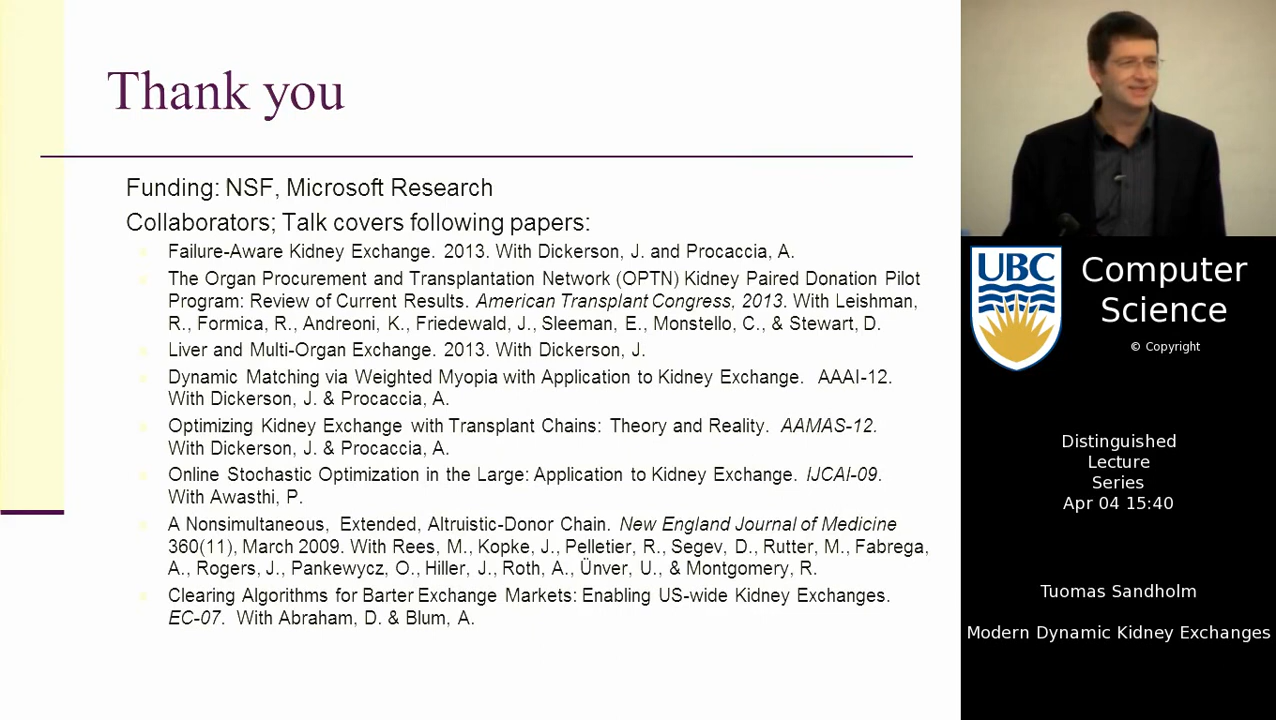 Thank you
Funding: NSF, Microsoft Research
Collaborators; Talk covers following papers:
Failure-Aware Kidney Exchange. 2013. With Dickerson, J. and Procaccia, A.
The Organ Procurement and Transplantation Network (OPTN) Kidney Paired Donation Pilot
Program: Review of Current Results. American Transplant Congress, 2013. With Leishman,
R., Formica, R., Andreoni, K., Friedewald, J., Sleeman, E., Monstello, C., & Stewart, D.
Liver and Multi-Organ Exchange. 2013. With Dickerson, J.
Dynamic Matching via Weighted Myopia with Application to Kidney Exchange. AAAI-12.
With Dickerson, J. & Procaccia, A.
Optimizing Kidney Exchange with Transplant Chains: Theory and Reality. AAMAS-12.
With Dickerson, J. & Procaccia, A.
Online Stochastic Optimization in the Large: Application to Kidney Exchange. IJCAI-09.
With Awasthi, P.
A Nonsimultaneous, Extended, Altruistic-Donor Chain. New England Journal of Medicine
360(11), March 2009. With Rees, M., Kopke, J., Pelletier, R., Segev, D., Rutter, M., Fabrega,
A., Rogers, J., Pankewycz, O., Hiller, J., Roth, A., Ünver, U., & Montgomery, R.
Clearing Algorithms for Barter Exchange Markets: Enabling US-wide Kidney Exchanges.
EC-07. With Abraham, D. & Blum, A.
UBC
Computer
Science
© Copyright
Distinguished
Lecture
Series
Apr 04 15:40
Tuomas Sandholm
Modern Dynamic Kidney Exchanges